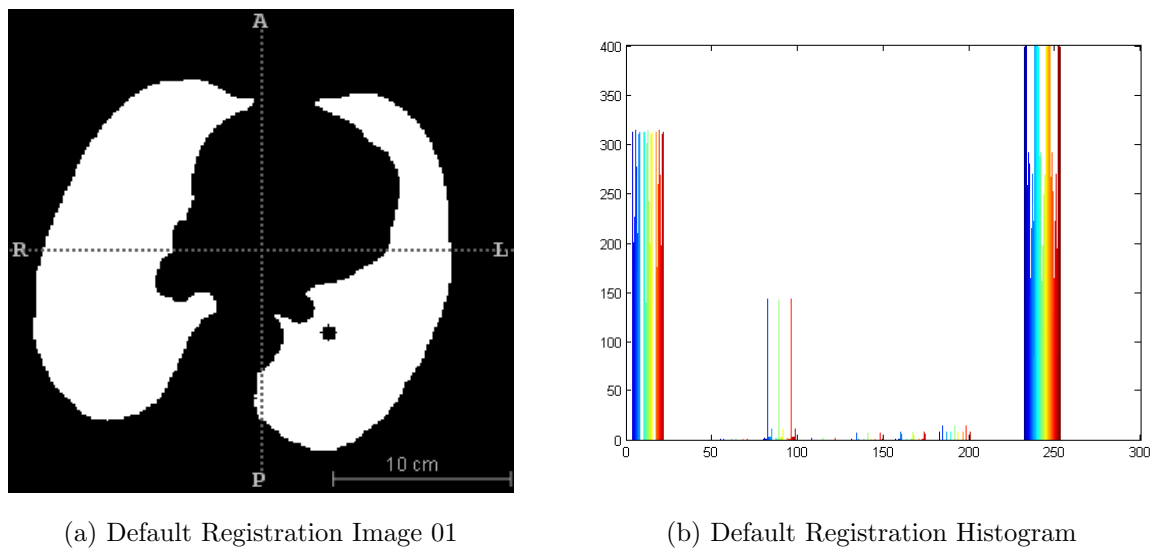 A
R
L
10 cm
P
400
350
300
250
200
150
100
50
0
0 50 100 150 200 250 300
(a) Default Registration Image 01
(b) Default Registration Histogram